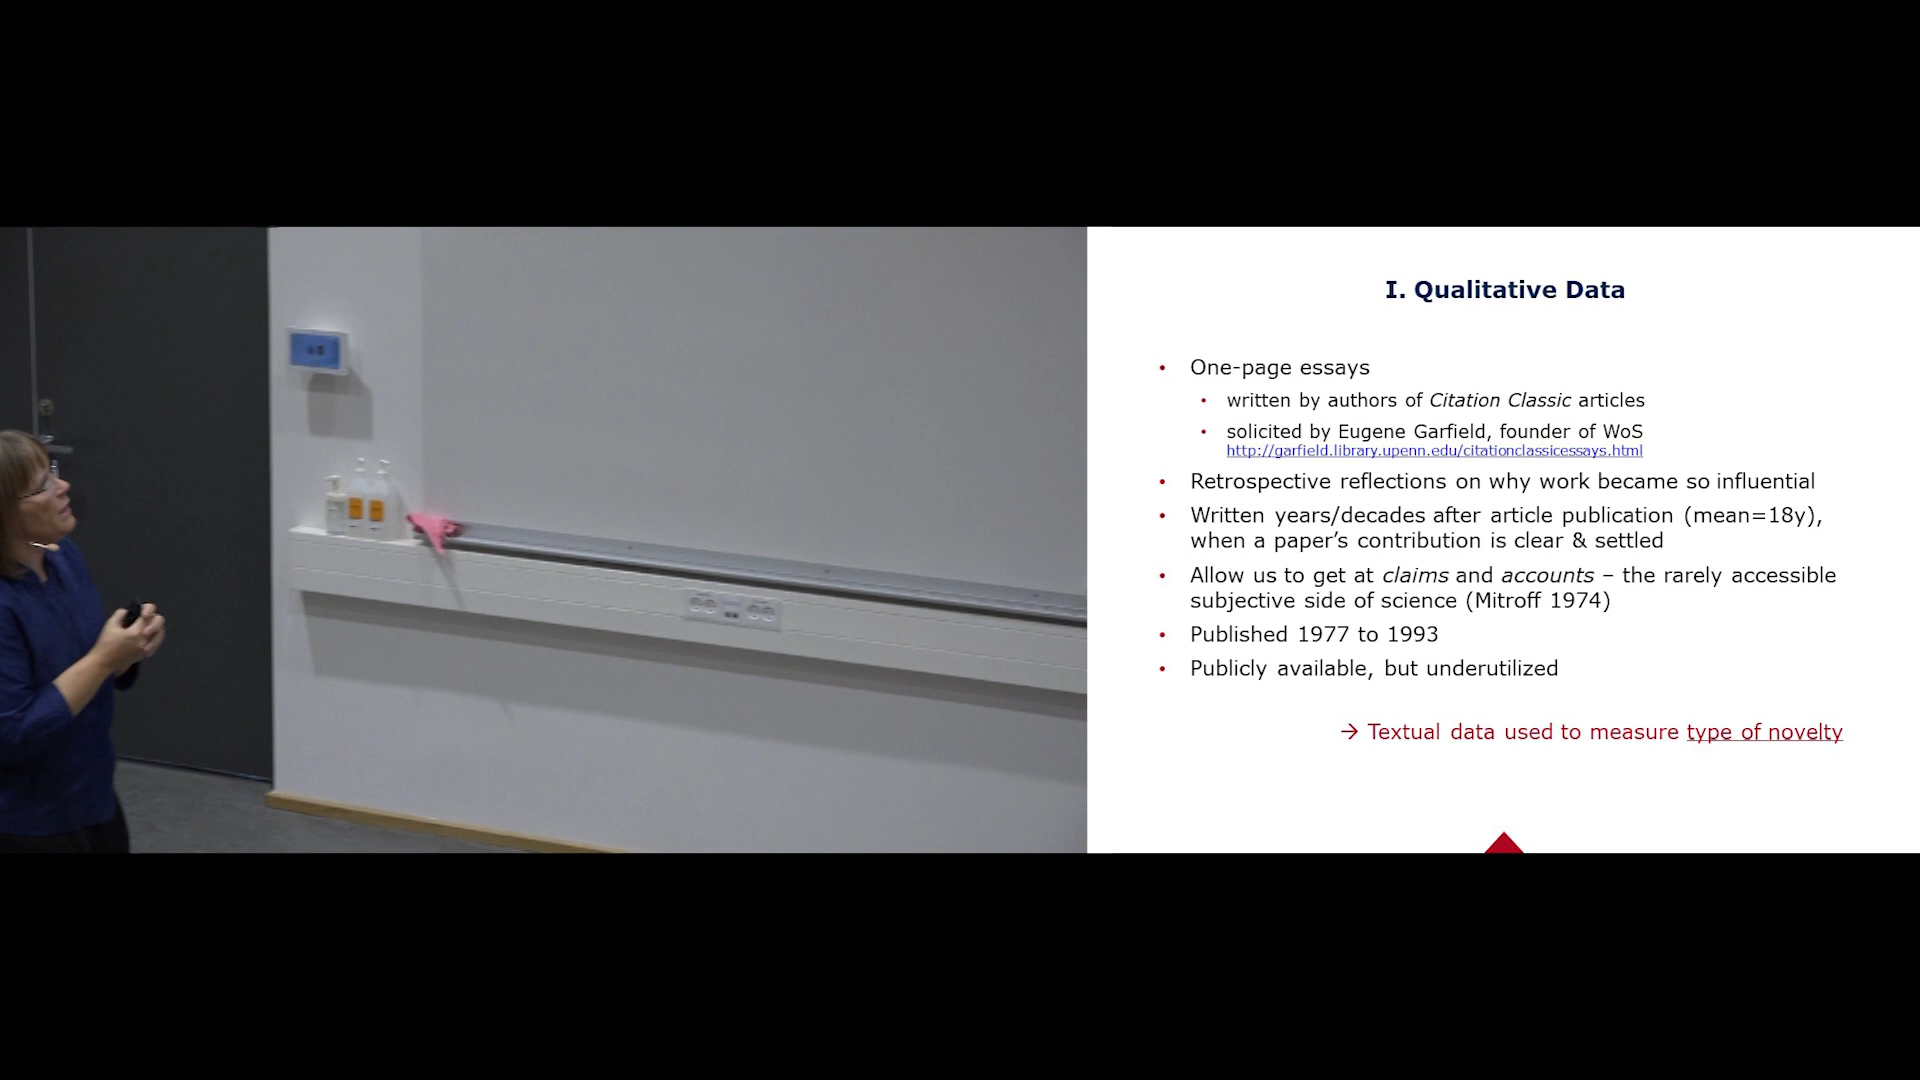 I. Qualitative Data
• One-page essays
• written by authors of Citation Classic articles
• solicited by Eugene Garfield, founder of WoS
http://garfield.library.upenn.edu/citationclassicessays.html
• Retrospective reflections on why work became so influential
• Written years/decades after article publication (mean=18y),
when a paper’s contribution is clear & settled
• Allow us to get at claims and accounts – the rarely accessible
subjective side of science (Mitroff 1974)
• Published 1977 to 1993
• Publicly available, but underutilized
→ Textual data used to measure type of novelty